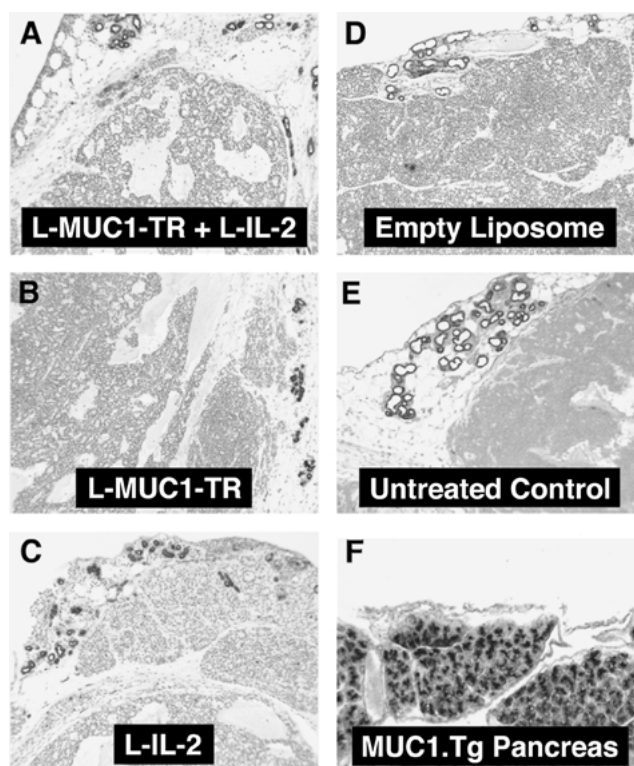 A
L-MUC1-TR + L-IL-2
B
L-MUC1-TR
C
L-IL-2
D
Empty Liposome
E
Untreated Control
F
MUC1.Tg Pancreas